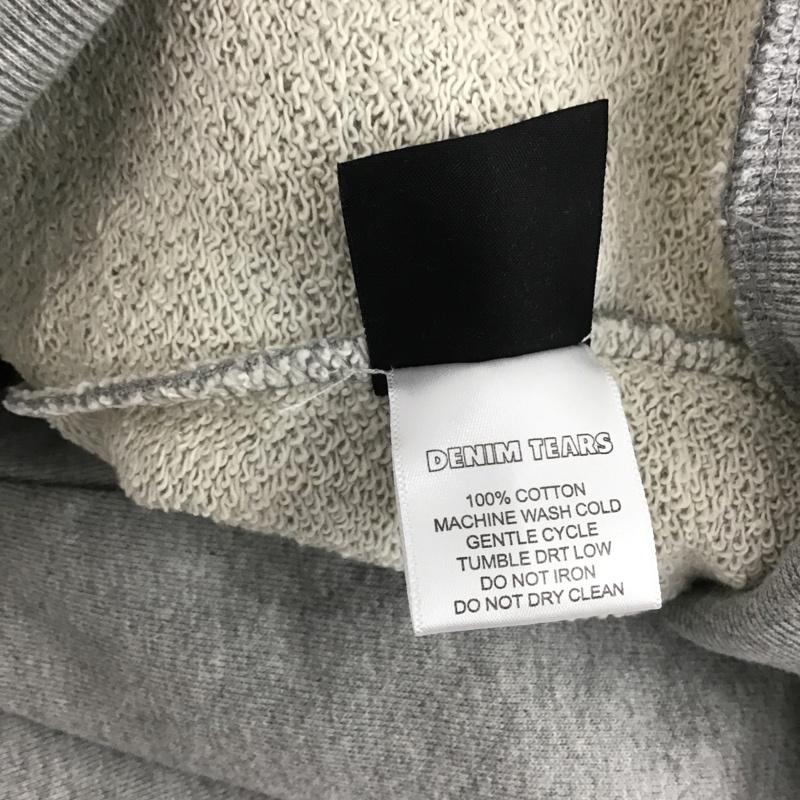 DENIM TEARS
100% COTTON
MACHINE WASH COLD
GENTLE CYCLE
TUMBLE DRT LOW
DO NOT IRON
DO NOT DRY CLEAN